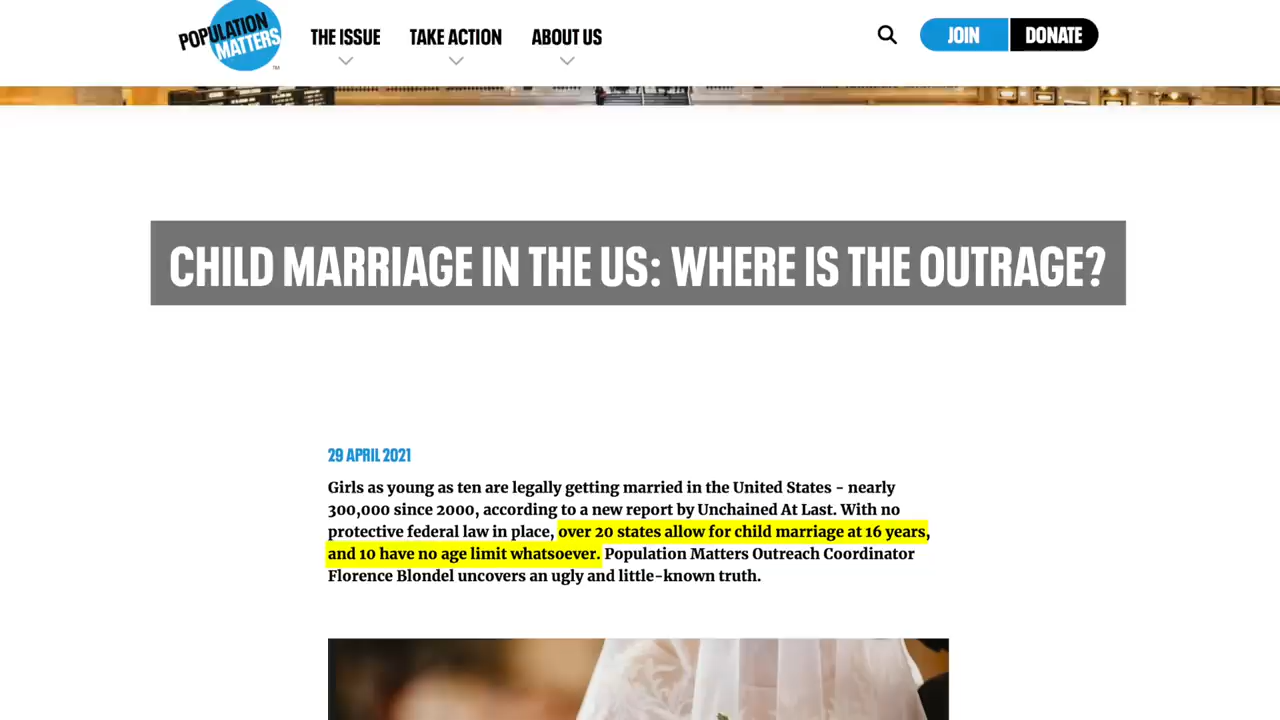 POPULATION
MATTERS
TM
THE ISSUE
TAKE ACTION
ABOUT US
JOIN
DONATE
CHILD MARRIAGE IN THE US: WHERE IS THE OUTRAGE?
29 APRIL 2021
Girls as young as ten are legally getting married in the United States - nearly
300,000 since 2000, according to a new report by Unchained At Last. With no
protective federal law in place, over 20 states allow for child marriage at 16 years,
and 10 have no age limit whatsoever. Population Matters Outreach Coordinator
Florence Blondel uncovers an ugly and little-known truth.